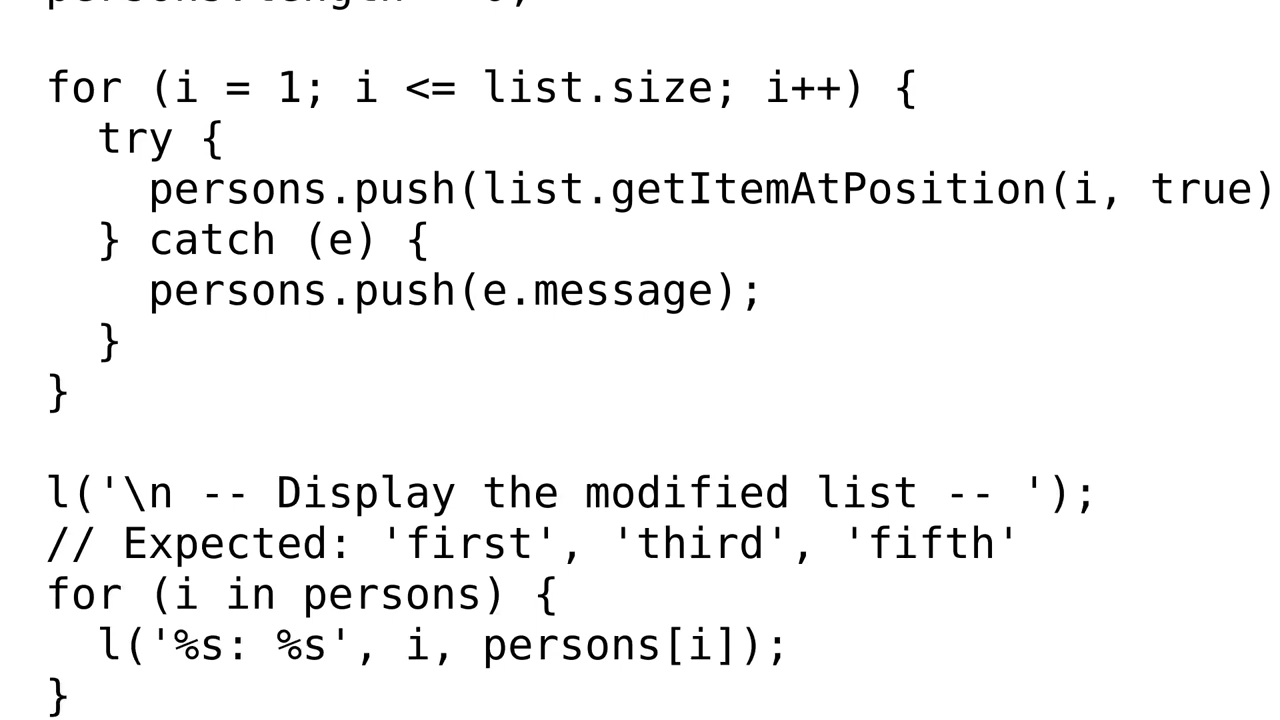 for (i = 1; i <= list.size; i++) {
  try {
    persons.push(list.getItemAtPosition(i, true)
  } catch (e) {
    persons.push(e.message);
  }
}

l('\n -- Display the modified list -- ');
// Expected: 'first', 'third', 'fifth'
for (i in persons) {
  l('%s: %s', i, persons[i]);
}